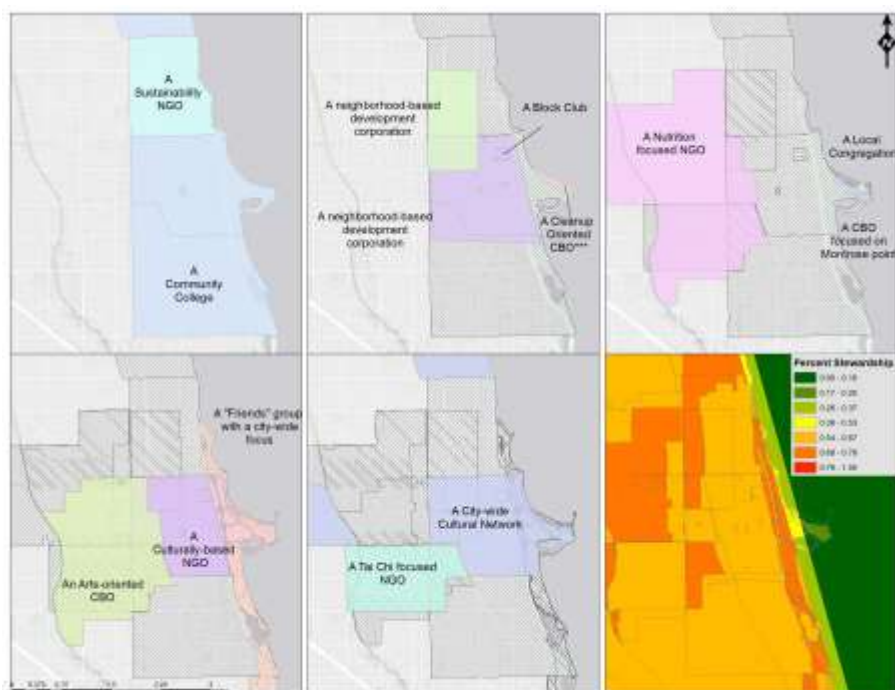 A
Sustainability
NGO
A
Community
College
A neighborhood-based
development
corporation
A Block Club
A neighborhood-based
development
corporation
A Cleanup
Oriented
CBO***
N
A Nutrition
focused NGO
A Local
Congregation
A CBO
focused on
Montrose point
A "Friends" group
with a city-wide
focus
A
Culturally-based
NGO
An Arts-oriented
CBO
A City-wide
Cultural Network
A Tai Chi focused
NGO
Percent Stewardship